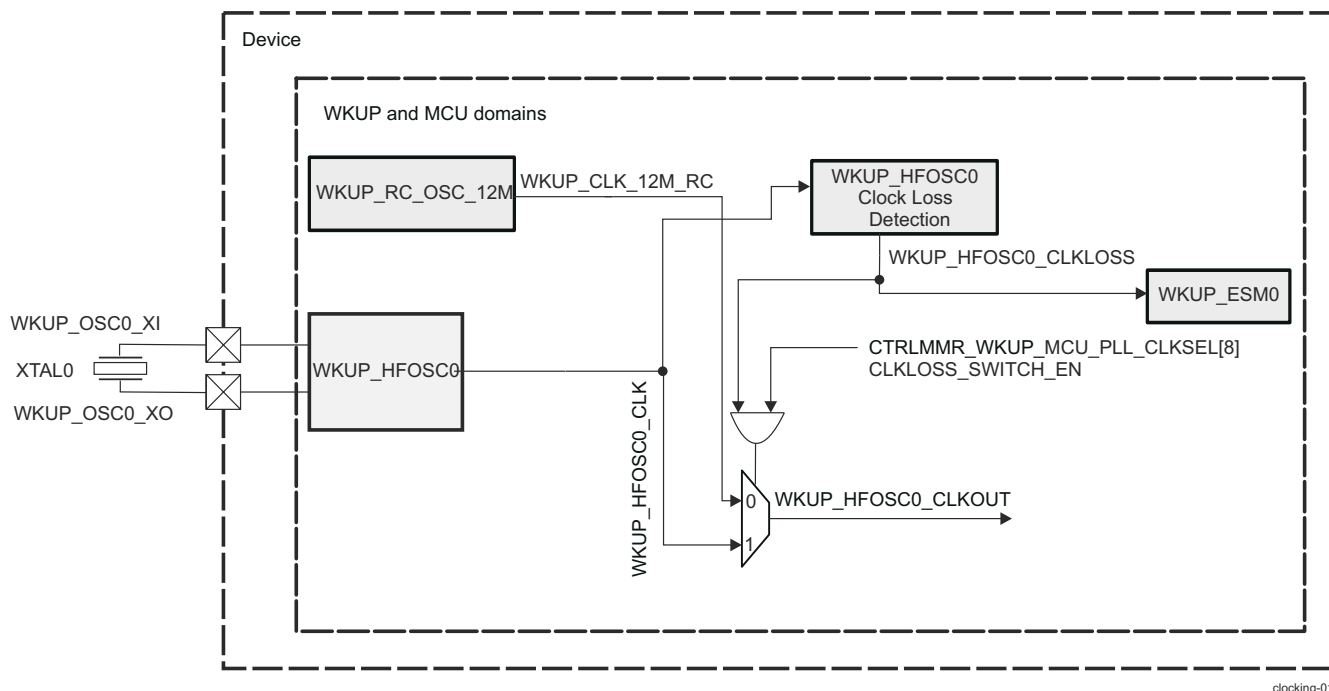 Device
WKUP and MCU domains
WKUP_RC_OSC_12M
WKUP_CLK_12M_RC
WKUP_HFOSC0
Clock Loss
Detection
WKUP_HFOSC0_CLKLOSS
WKUP_ESM0
WKUP_OSC0_XI
XTAL0
WKUP_OSC0_XO
WKUP_HFOSC0
CTRLMMR_WKUP_MCU_PLL_CLKSEL[8]
CLKLOSS_SWITCH_EN
WKUP_HFOSC0_CLK
0
WKUP_HFOSC0_CLKOUT
1